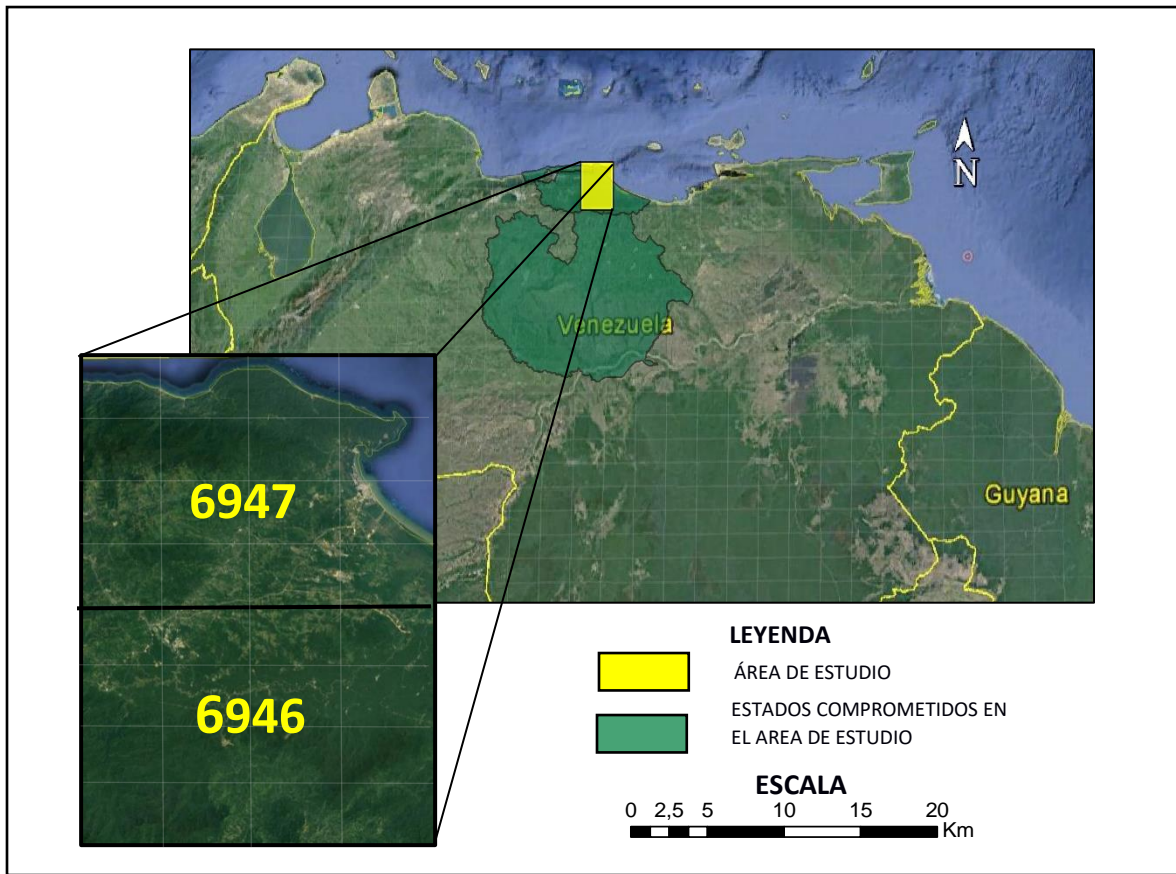 N
Venezuela
Guyana
6947
6946
LEYENDA
ÁREA DE ESTUDIO
ESTADOS COMPROMETIDOS EN
EL AREA DE ESTUDIO
ESCALA
0 2,5 5 10 15 20
Km